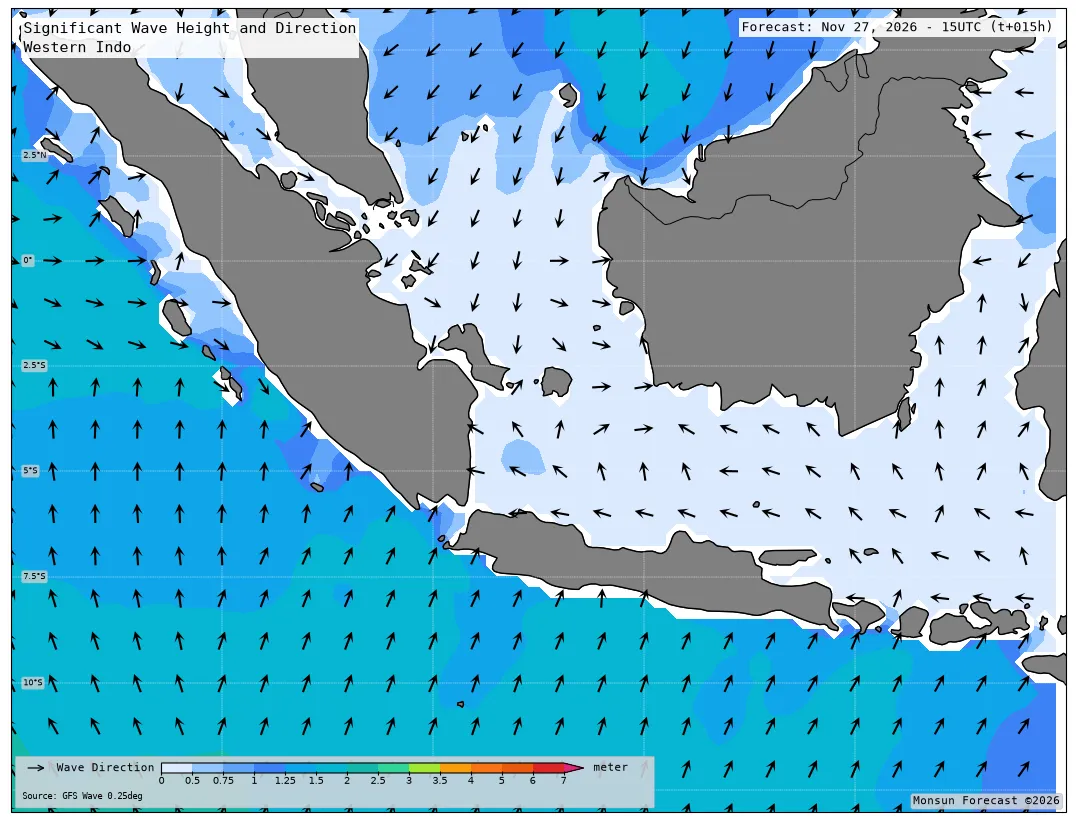 Significant Wave Height and Direction
Western Indo
Forecast: Nov 27, 2026 - 15UTC (t+015h)
2.5°N
0°
2.5°S
5°S
7.5°S
10°S
Wave Direction
0 0.5 0.75 1 1.25 1.5 2 2.5 3 3.5 4 5 6 7
meter
Source: GFS Wave 0.25deg
Monsun Forecast ©2026